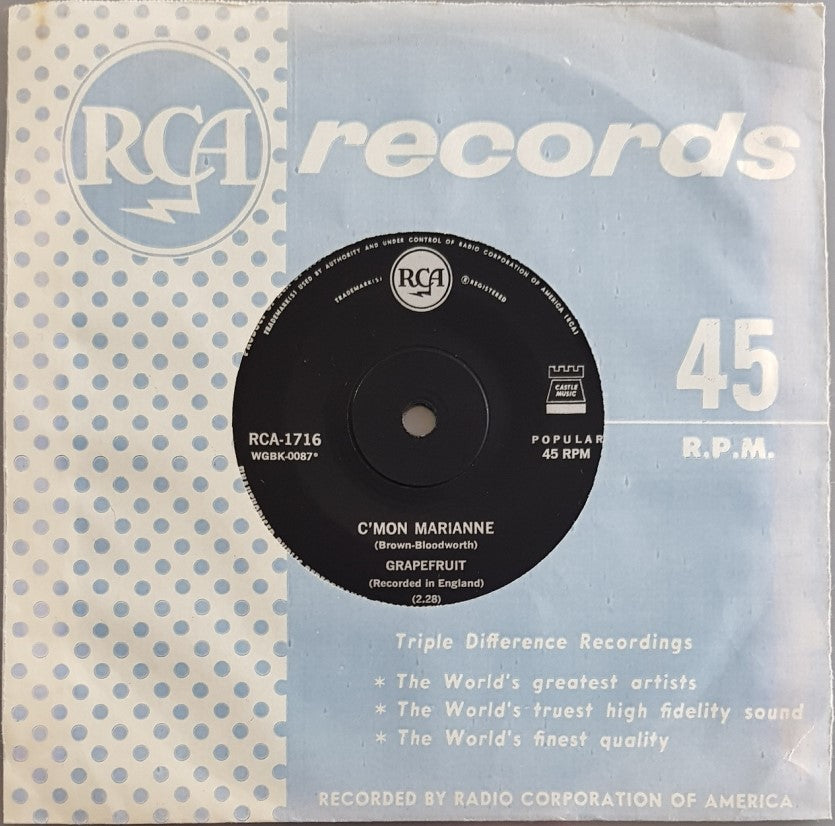 RCA records
TRADEMARK(S) USED BY AUTHORITY AND UNDER CONTROL OF RADIO CORPORATION OF AMERICA (RCA)
TRADEMARK(S) RCA ®REGISTERED
45
R.P.M.
CASTLE
MUSIC
RCA-1716
WGBK-0087*
POPULAR
45 RPM
C'MON MARIANNE
(Brown-Bloodworth)
GRAPEFRUIT
(Recorded in England)
(2.28)
Triple Difference Recordings
* The World's greatest artists
* The World's truest high fidelity sound
* The World's finest quality
RECORDED BY RADIO CORPORATION OF AMERICA